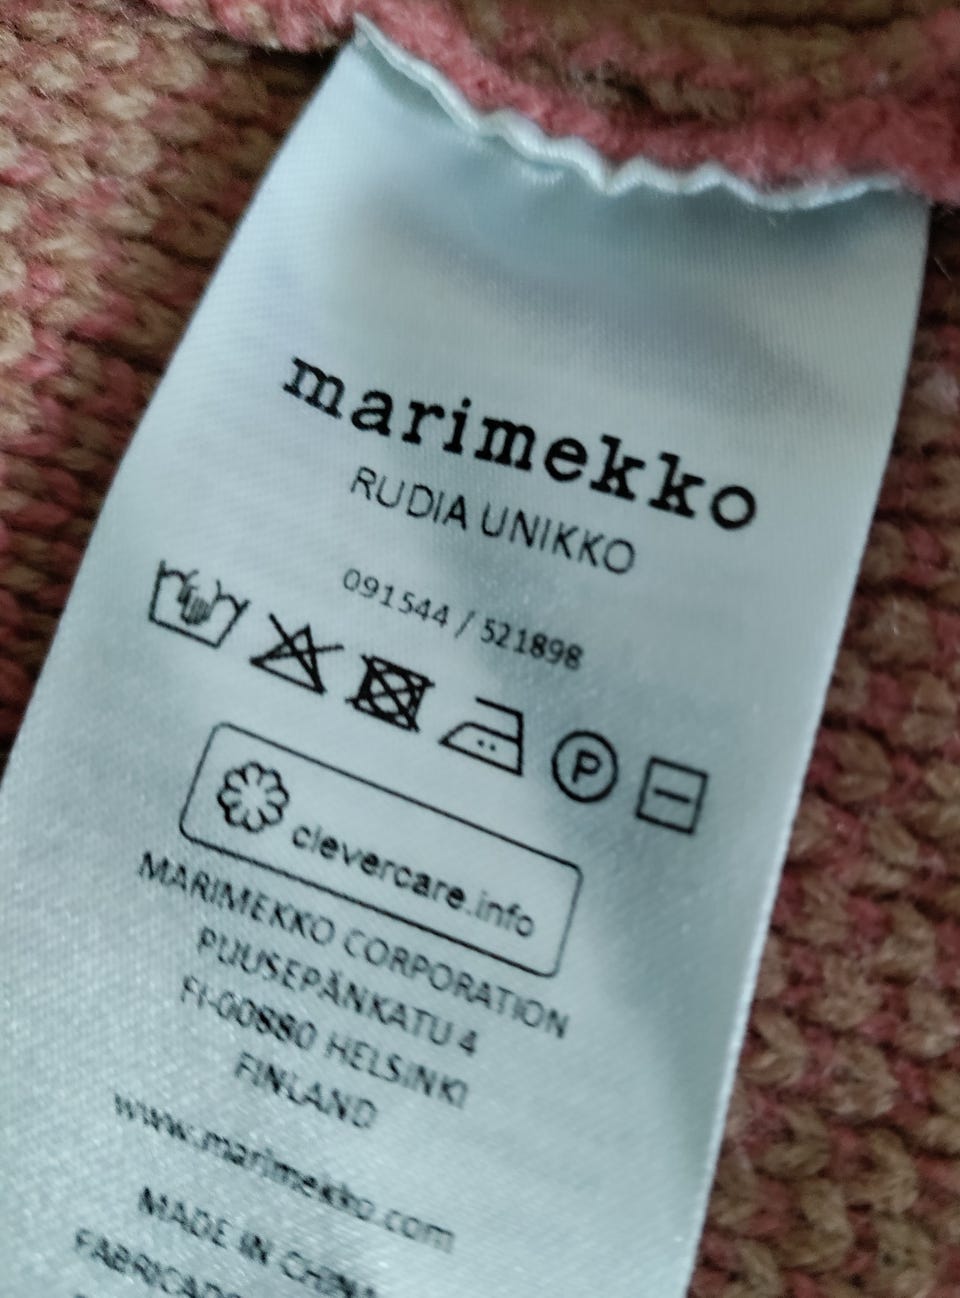 marimekko
RUDIA UNIKKO
091544 / 521898
P
clevercare.info
MARIMEKKO CORPORATION
PUUSEPÄNKATU 4
FI-00880 HELSINKI
FINLAND
www.marimekko.com
MADE IN CHINA